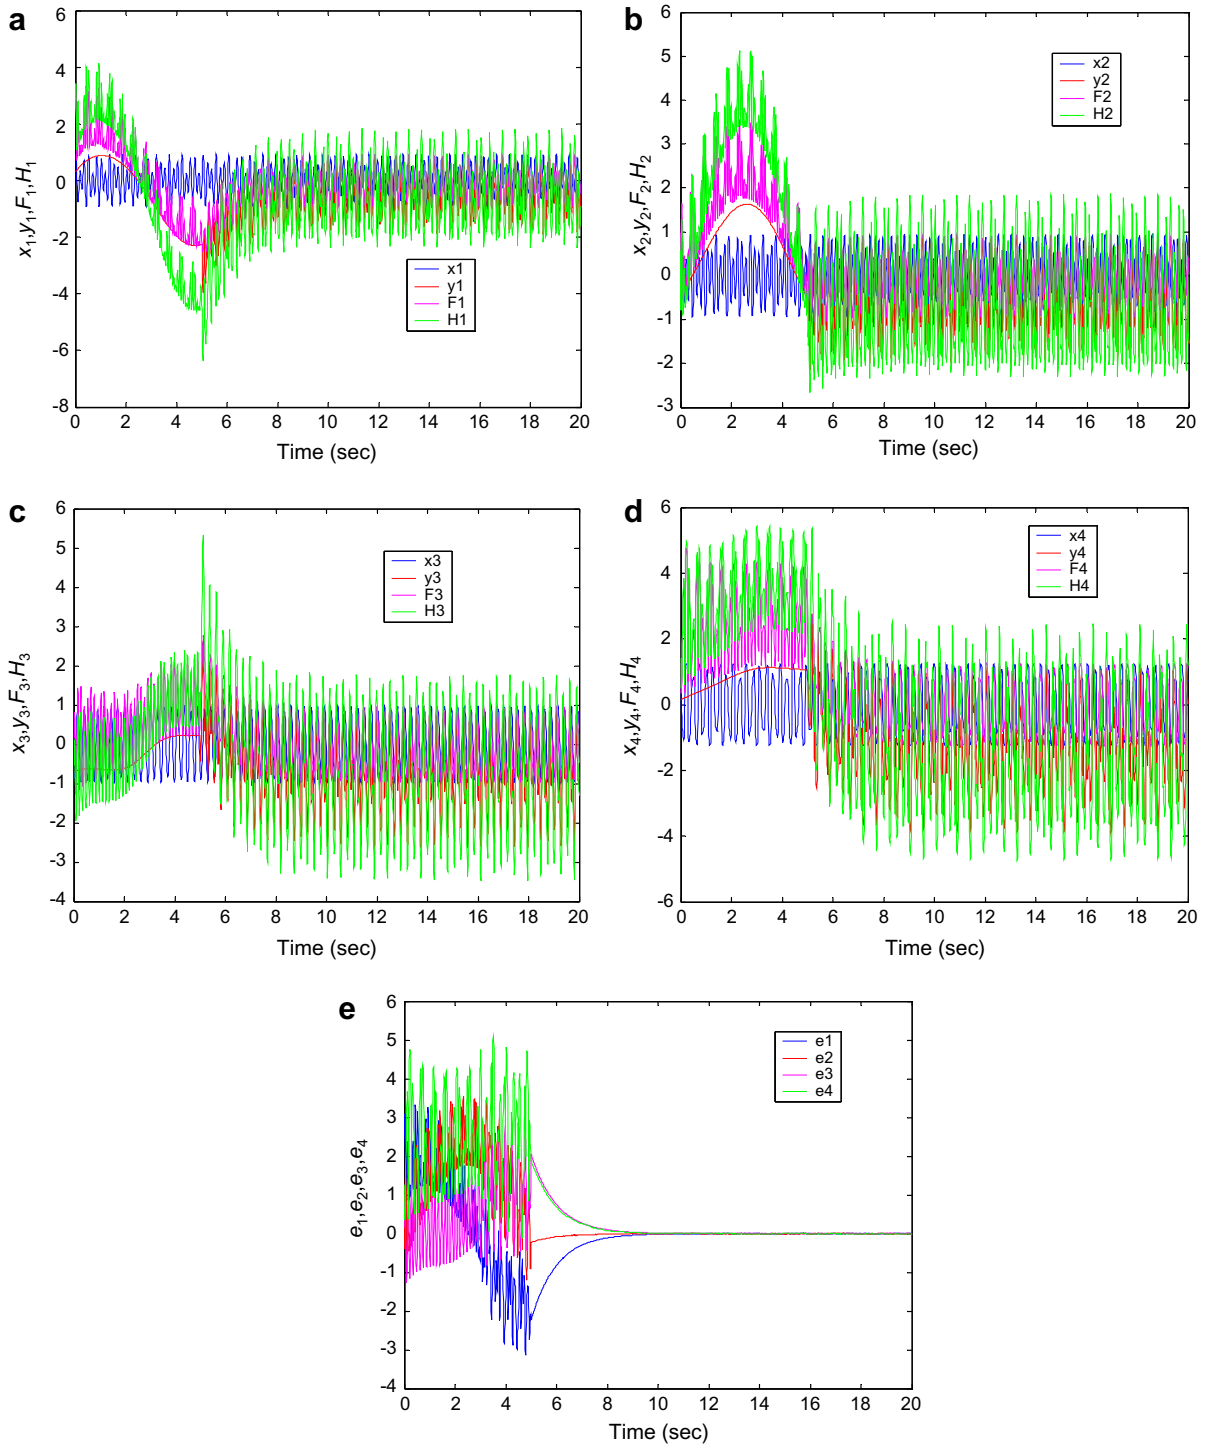 a
6
4
2
0
-2
-4
-6
-8
x1,y1,F1,H1
x1
y1
F1
H1
0 2 4 6 8 10 12 14 16 18 20
Time (sec)
b
6
5
4
3
2
1
0
-1
-2
-3
x2,y2,F2,H2
x2
y2
F2
H2
0 2 4 6 8 10 12 14 16 18 20
Time (sec)
c
6
5
4
3
2
1
0
-1
-2
-3
-4
x3,y3,F3,H3
x3
y3
F3
H3
0 2 4 6 8 10 12 14 16 18 20
Time (sec)
d
6
4
2
0
-2
-4
-6
x4,y4,F4,H4
x4
y4
F4
H4
0 2 4 6 8 10 12 14 16 18 20
Time (sec)
e
6
5
4
3
2
1
0
-1
-2
-3
-4
e1,e2,e3,e4
e1
e2
e3
e4
0 2 4 6 8 10 12 14 16 18 20
Time (sec)